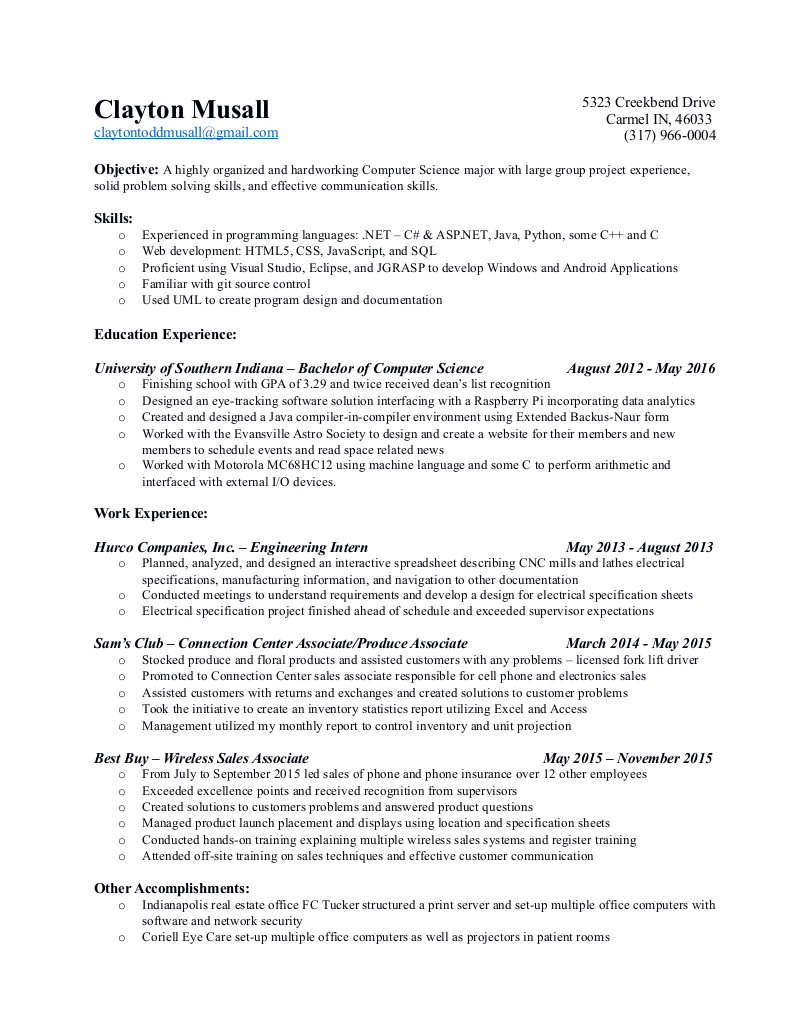 Clayton Musall
claytontoddmusall@gmail.com
5323 Creekbend Drive
Carmel IN, 46033
(317) 966-0004
Objective: A highly organized and hardworking Computer Science major with large group project experience,
solid problem solving skills, and effective communication skills.
Skills:
o Experienced in programming languages: .NET – C# & ASP.NET, Java, Python, some C++ and C
o Web development: HTML5, CSS, JavaScript, and SQL
o Proficient using Visual Studio, Eclipse, and JGRASP to develop Windows and Android Applications
o Familiar with git source control
o Used UML to create program design and documentation
Education Experience:
University of Southern Indiana – Bachelor of Computer Science August 2012 - May 2016
o Finishing school with GPA of 3.29 and twice received dean’s list recognition
o Designed an eye-tracking software solution interfacing with a Raspberry Pi incorporating data analytics
o Created and designed a Java compiler-in-compiler environment using Extended Backus-Naur form
o Worked with the Evansville Astro Society to design and create a website for their members and new
members to schedule events and read space related news
o Worked with Motorola MC68HC12 using machine language and some C to perform arithmetic and
interfaced with external I/O devices.
Work Experience:
Hurco Companies, Inc. – Engineering Intern May 2013 - August 2013
o Planned, analyzed, and designed an interactive spreadsheet describing CNC mills and lathes electrical
specifications, manufacturing information, and navigation to other documentation
o Conducted meetings to understand requirements and develop a design for electrical specification sheets
o Electrical specification project finished ahead of schedule and exceeded supervisor expectations
Sam’s Club – Connection Center Associate/Produce Associate March 2014 - May 2015
o Stocked produce and floral products and assisted customers with any problems – licensed fork lift driver
o Promoted to Connection Center sales associate responsible for cell phone and electronics sales
o Assisted customers with returns and exchanges and created solutions to customer problems
o Took the initiative to create an inventory statistics report utilizing Excel and Access
o Management utilized my monthly report to control inventory and unit projection
Best Buy – Wireless Sales Associate May 2015 – November 2015
o From July to September 2015 led sales of phone and phone insurance over 12 other employees
o Exceeded excellence points and received recognition from supervisors
o Created solutions to customers problems and answered product questions
o Managed product launch placement and displays using location and specification sheets
o Conducted hands-on training explaining multiple wireless sales systems and register training
o Attended off-site training on sales techniques and effective customer communication
Other Accomplishments:
o Indianapolis real estate office FC Tucker structured a print server and set-up multiple office computers with
software and network security
o Coriell Eye Care set-up multiple office computers as well as projectors in patient rooms